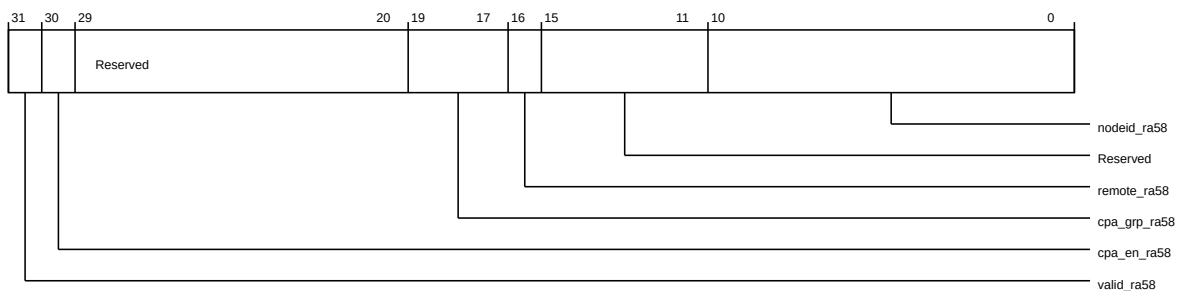 31 30 29 20 19 17 16 15 11 10 0
Reserved
nodeid_ra58
Reserved
remote_ra58
cpa_grp_ra58
cpa_en_ra58
valid_ra58